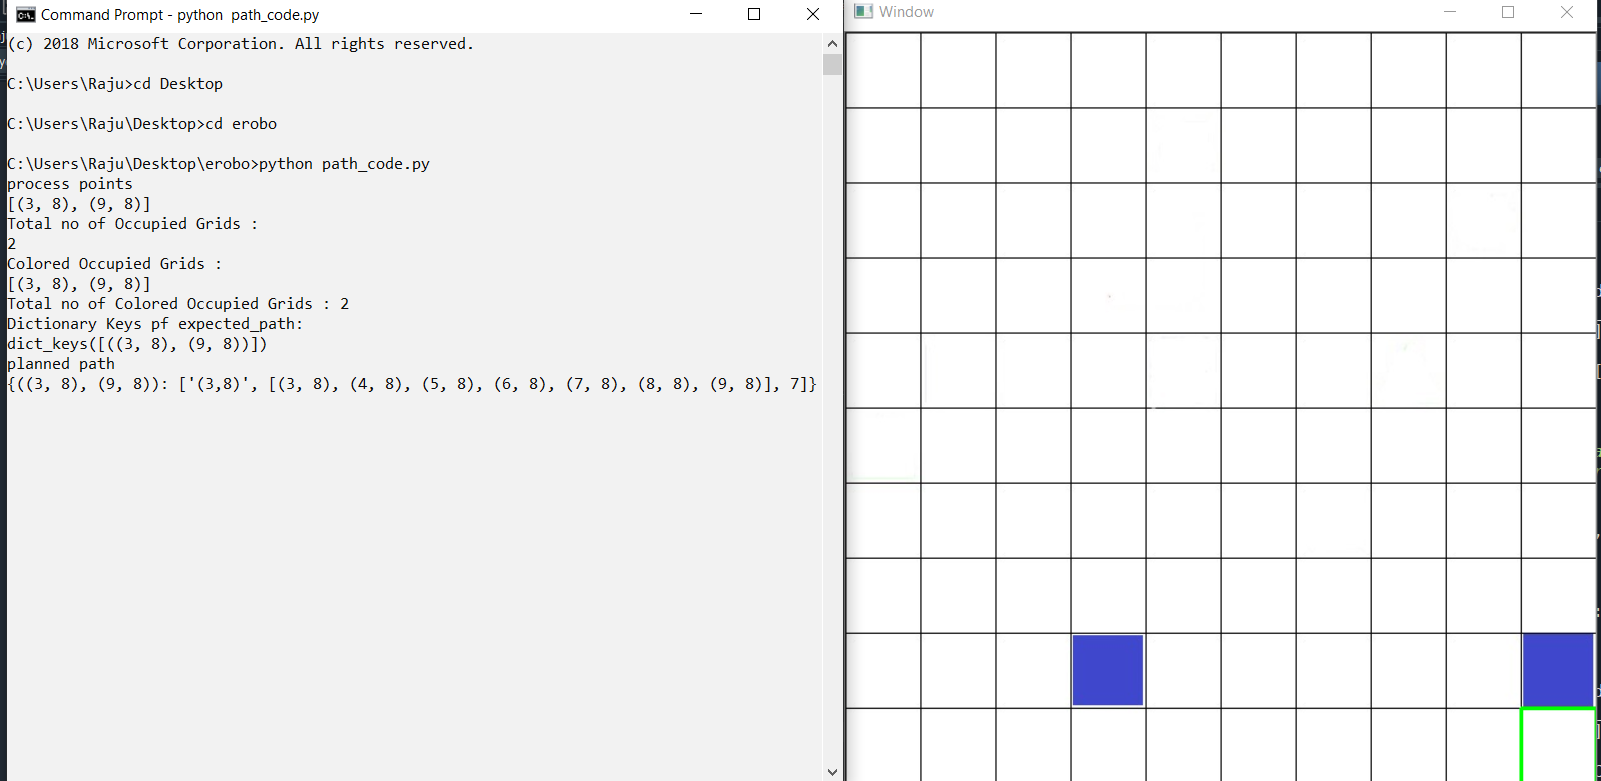 Command Prompt - python  path_code.py
(c) 2018 Microsoft Corporation. All rights reserved.
C:\Users\Raju>cd Desktop
C:\Users\Raju\Desktop>cd erobo
C:\Users\Raju\Desktop\erobo>python path_code.py
process points
[(3, 8), (9, 8)]
Total no of Occupied Grids :
2
Colored Occupied Grids :
[(3, 8), (9, 8)]
Total no of Colored Occupied Grids : 2
Dictionary Keys pf expected_path:
dict_keys([((3, 8), (9, 8))])
planned path
{((3, 8), (9, 8)): ['(3,8)', [(3, 8), (4, 8), (5, 8), (6, 8), (7, 8), (8, 8), (9, 8)], 7]}
Window